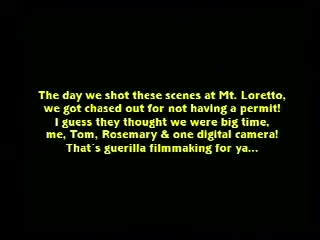 The day we shot these scenes at Mt. Loretto,
we got chased out for not having a permit!
I guess they thought we were big time,
me, Tom, Rosemary & one digital camera!
That's guerilla filmmaking for ya...